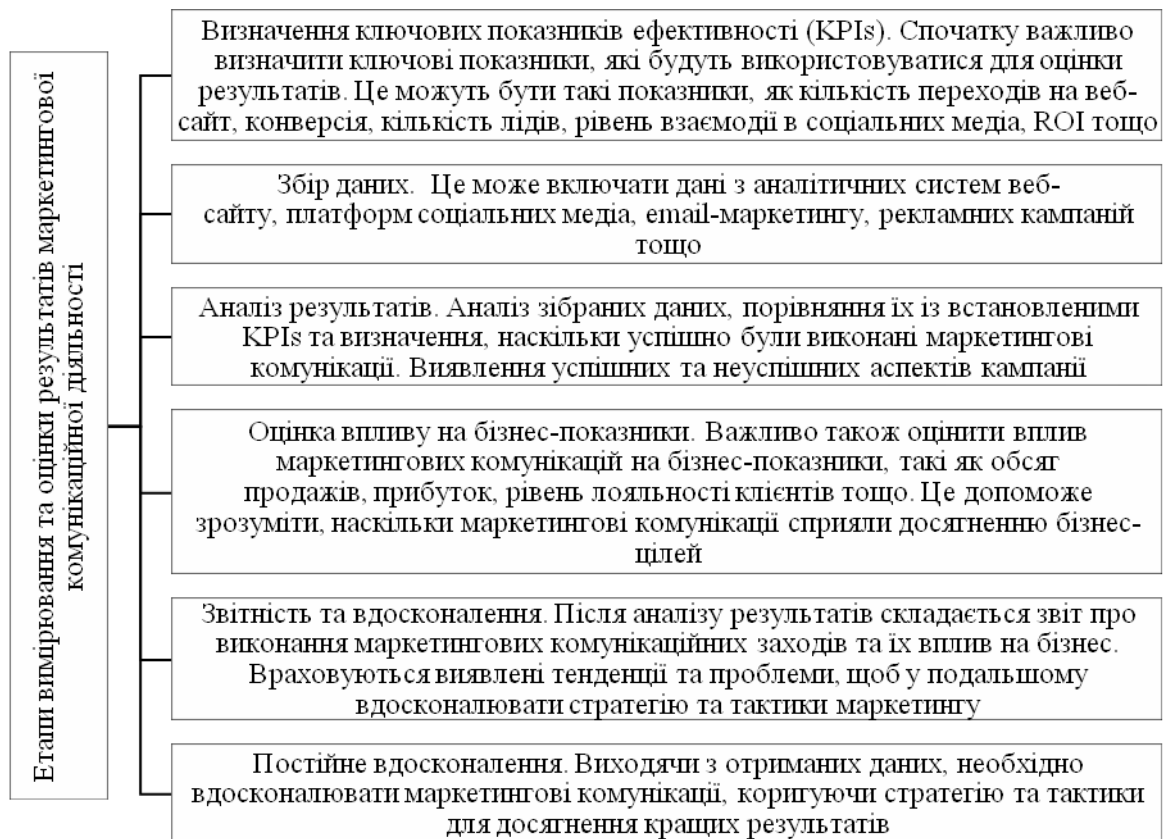 Етапи вимірювання та оцінки результатів маркетингової
комунікаційної діяльності
Визначення ключових показників ефективності (KPIs). Спочатку важливо
визначити ключові показники, які будуть використовуватися для оцінки
результатів. Це можуть бути такі показники, як кількість переходів на веб-
сайт, конверсія, кількість лідів, рівень взаємодії в соціальних медіа, ROI тощо
Збір даних. Це може включати дані з аналітичних систем веб-
сайту, платформ соціальних медіа, email-маркетингу, рекламних кампаній
тощо
Аналіз результатів. Аналіз зібраних даних, порівняння їх із встановленими
KPIs та визначення, наскільки успішно були виконані маркетингові
комунікації. Виявлення успішних та неуспішних аспектів кампанії
Оцінка впливу на бізнес-показники. Важливо також оцінити вплив
маркетингових комунікацій на бізнес-показники, такі як обсяг
продажів, прибуток, рівень лояльності клієнтів тощо. Це допоможе
зрозуміти, наскільки маркетингові комунікації сприяли досягненню бізнес-
цілей
Звітність та вдосконалення. Після аналізу результатів складається звіт про
виконання маркетингових комунікаційних заходів та їх вплив на бізнес.
Враховуються виявлені тенденції та проблеми, щоб у подальшому
вдосконалювати стратегію та тактики маркетингу
Постійне вдосконалення. Виходячи з отриманих даних, необхідно
вдосконалювати маркетингові комунікації, коригуючи стратегію та тактики
для досягнення кращих результатів